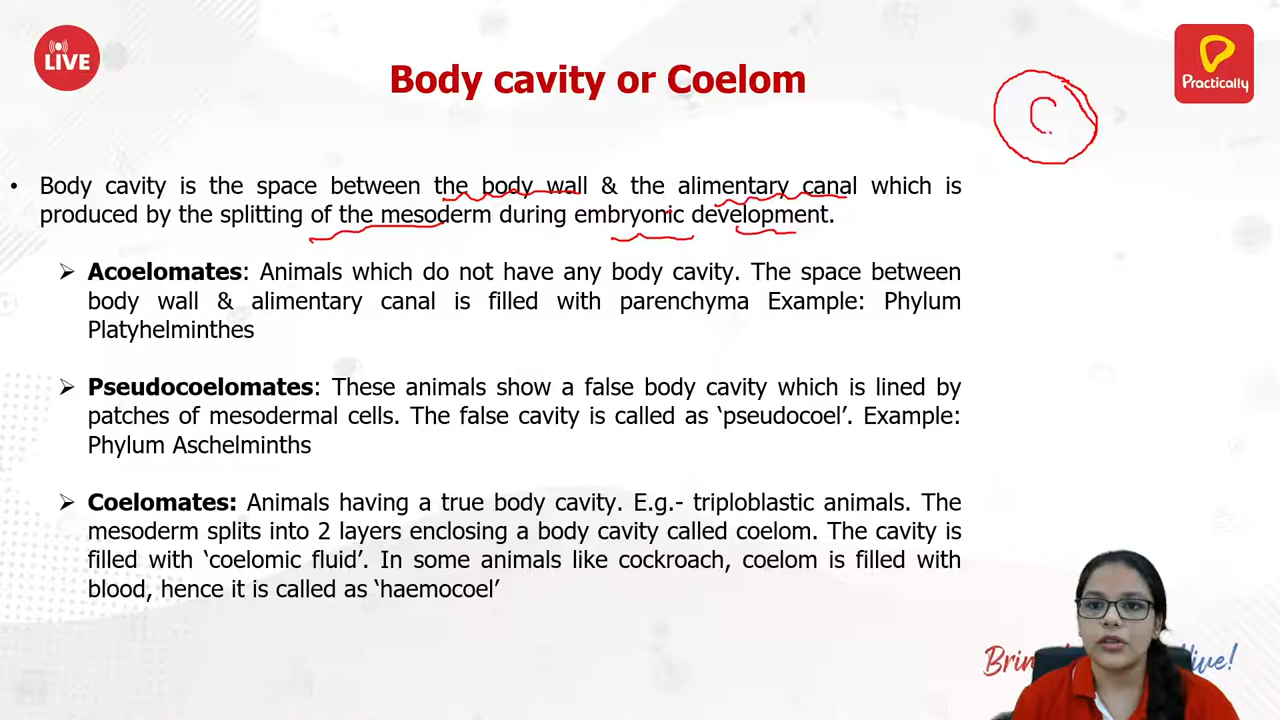 LIVE
Body cavity or Coelom
C
Practically
• Body cavity is the space between the body wall & the alimentary canal which is
produced by the splitting of the mesoderm during embryonic development.
➢ Acoelomates: Animals which do not have any body cavity. The space between
body wall & alimentary canal is filled with parenchyma Example: Phylum
Platyhelminthes
➢ Pseudocoelomates: These animals show a false body cavity which is lined by
patches of mesodermal cells. The false cavity is called as ‘pseudocoel’. Example:
Phylum Aschelminths
➢ Coelomates: Animals having a true body cavity. E.g.- triploblastic animals. The
mesoderm splits into 2 layers enclosing a body cavity called coelom. The cavity is
filled with ‘coelomic fluid’. In some animals like cockroach, coelom is filled with
blood, hence it is called as ‘haemocoel’